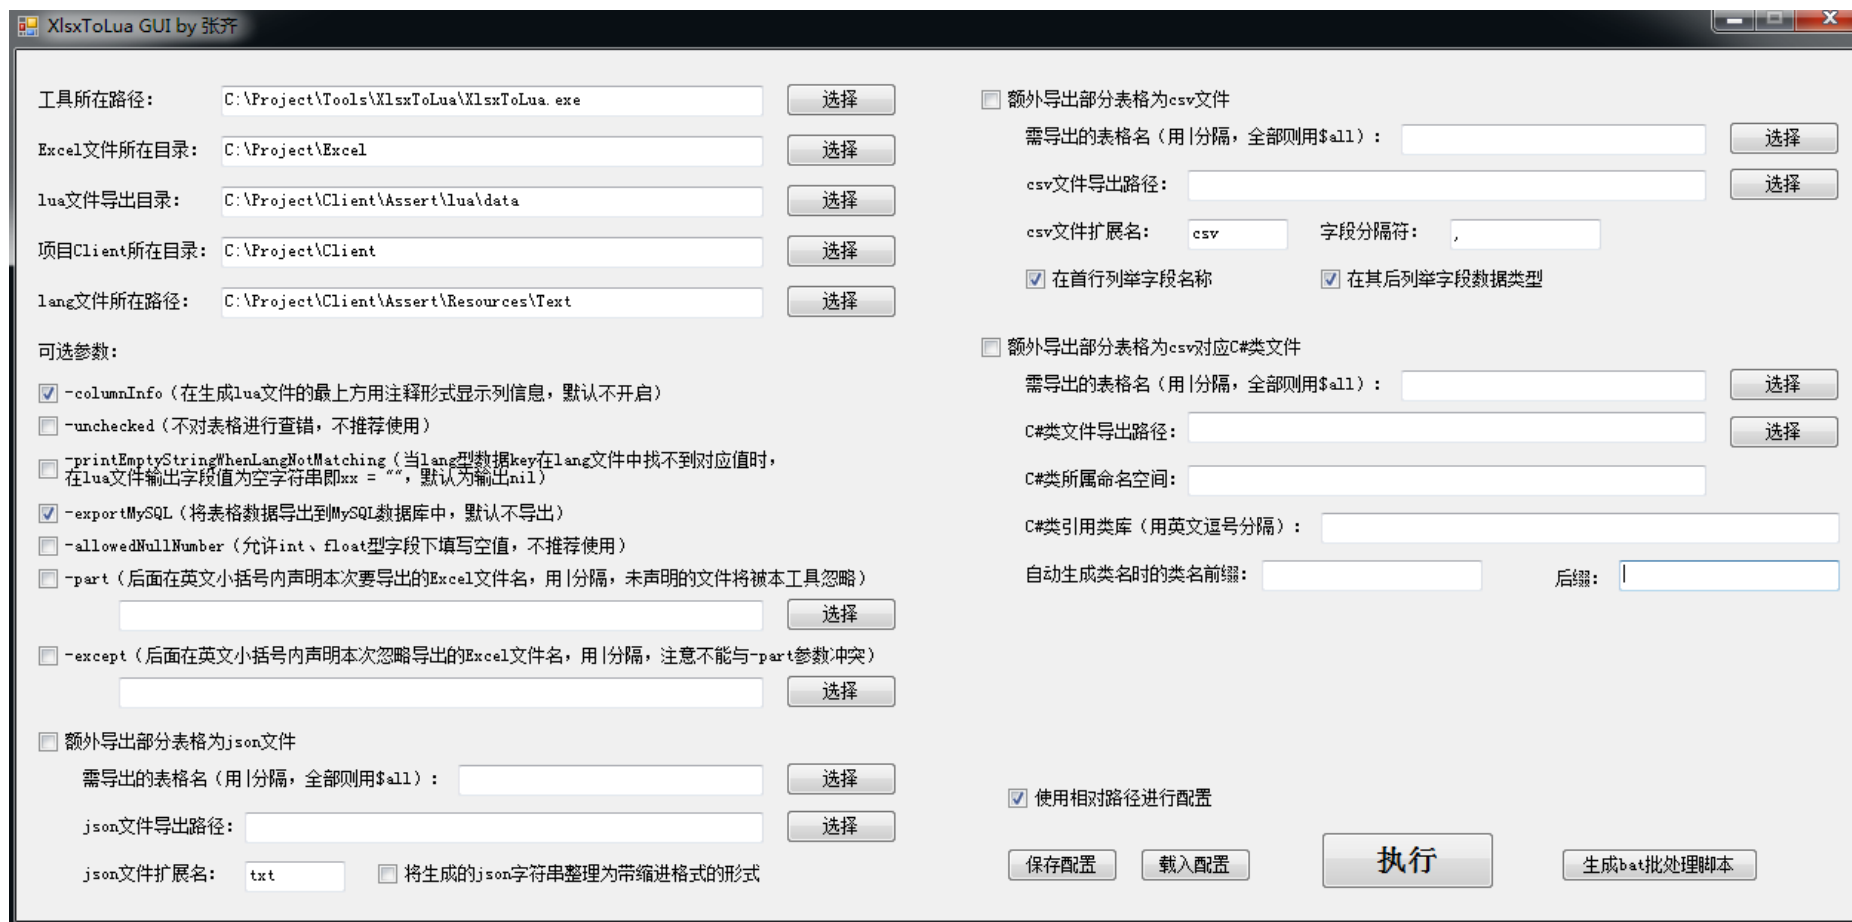 XlsxToLua GUI by 张齐
工具所在路径： C:\Project\Tools\XlsxToLua\XlsxToLua.exe 选择
Excel文件所在目录： C:\Project\Excel 选择
lua文件导出目录： C:\Project\Client\Assert\lua\data 选择
项目Client所在目录： C:\Project\Client 选择
lang文件所在路径： C:\Project\Client\Assert\Resources\Text 选择
可选参数：
-columnInfo（在生成lua文件的最上方用注释形式显示列信息，默认不开启）
-unchecked（不对表格进行查错，不推荐使用）
-printEmptyStringWhenLangNotMatching（当lang型数据key在lang文件中找不到对应值时，
在lua文件输出字段值为空字符串即xx = ""，默认为输出nil）
-exportMySQL（将表格数据导出到MySQL数据库中，默认不导出）
-allowedNullNumber（允许int、float型字段下填写空值，不推荐使用）
-part（后面在英文小括号内声明本次要导出的Excel文件名，用|分隔，未声明的文件将被本工具忽略）
选择
-except（后面在英文小括号内声明本次忽略导出的Excel文件名，用|分隔，注意不能与-part参数冲突）
选择
额外导出部分表格为json文件
需导出的表格名（用|分隔，全部则用$all）： 选择
json文件导出路径： 选择
json文件扩展名： txt 将生成的json字符串整理为带缩进格式的形式
额外导出部分表格为csv文件
需导出的表格名（用|分隔，全部则用$all）： 选择
csv文件导出路径： 选择
csv文件扩展名： csv 字段分隔符： ,
在首行列举字段名称 在其后列举字段数据类型
额外导出部分表格为csv对应C#类文件
需导出的表格名（用|分隔，全部则用$all）： 选择
C#类文件导出路径： 选择
C#类所属命名空间：
C#类引用类库（用英文逗号分隔）：
自动生成类名时的类名前缀： 后缀：
使用相对路径进行配置
保存配置 载入配置 执行 生成bat批处理脚本